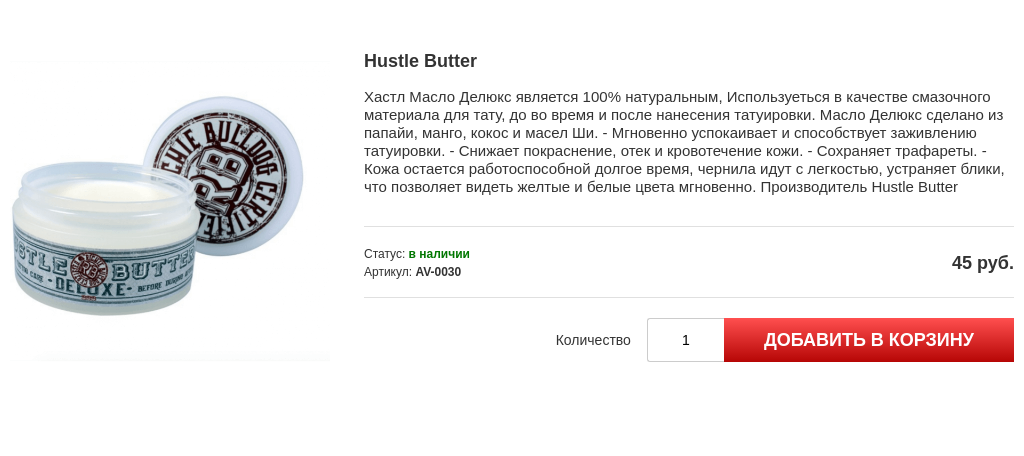 Hustle Butter
Хастл Масло Делюкс является 100% натуральным, Используеться в качестве смазочного
материала для тату, до во время и после нанесения татуировки. Масло Делюкс сделано из
папайи, манго, кокос и масел Ши. - Мгновенно успокаивает и способствует заживлению
татуировки. - Снижает покраснение, отек и кровотечение кожи. - Сохраняет трафареты. -
Кожа остается работоспособной долгое время, чернила идут с легкостью, устраняет блики,
что позволяет видеть желтые и белые цвета мгновенно. Производитель Hustle Butter
Статус: в наличии
Артикул: AV-0030
45 руб.
Количество 1 ДОБАВИТЬ В КОРЗИНУ
RICHIE BULLDOG CERTIFIED
RB
HUSTLE BUTTER
-DELUXE-